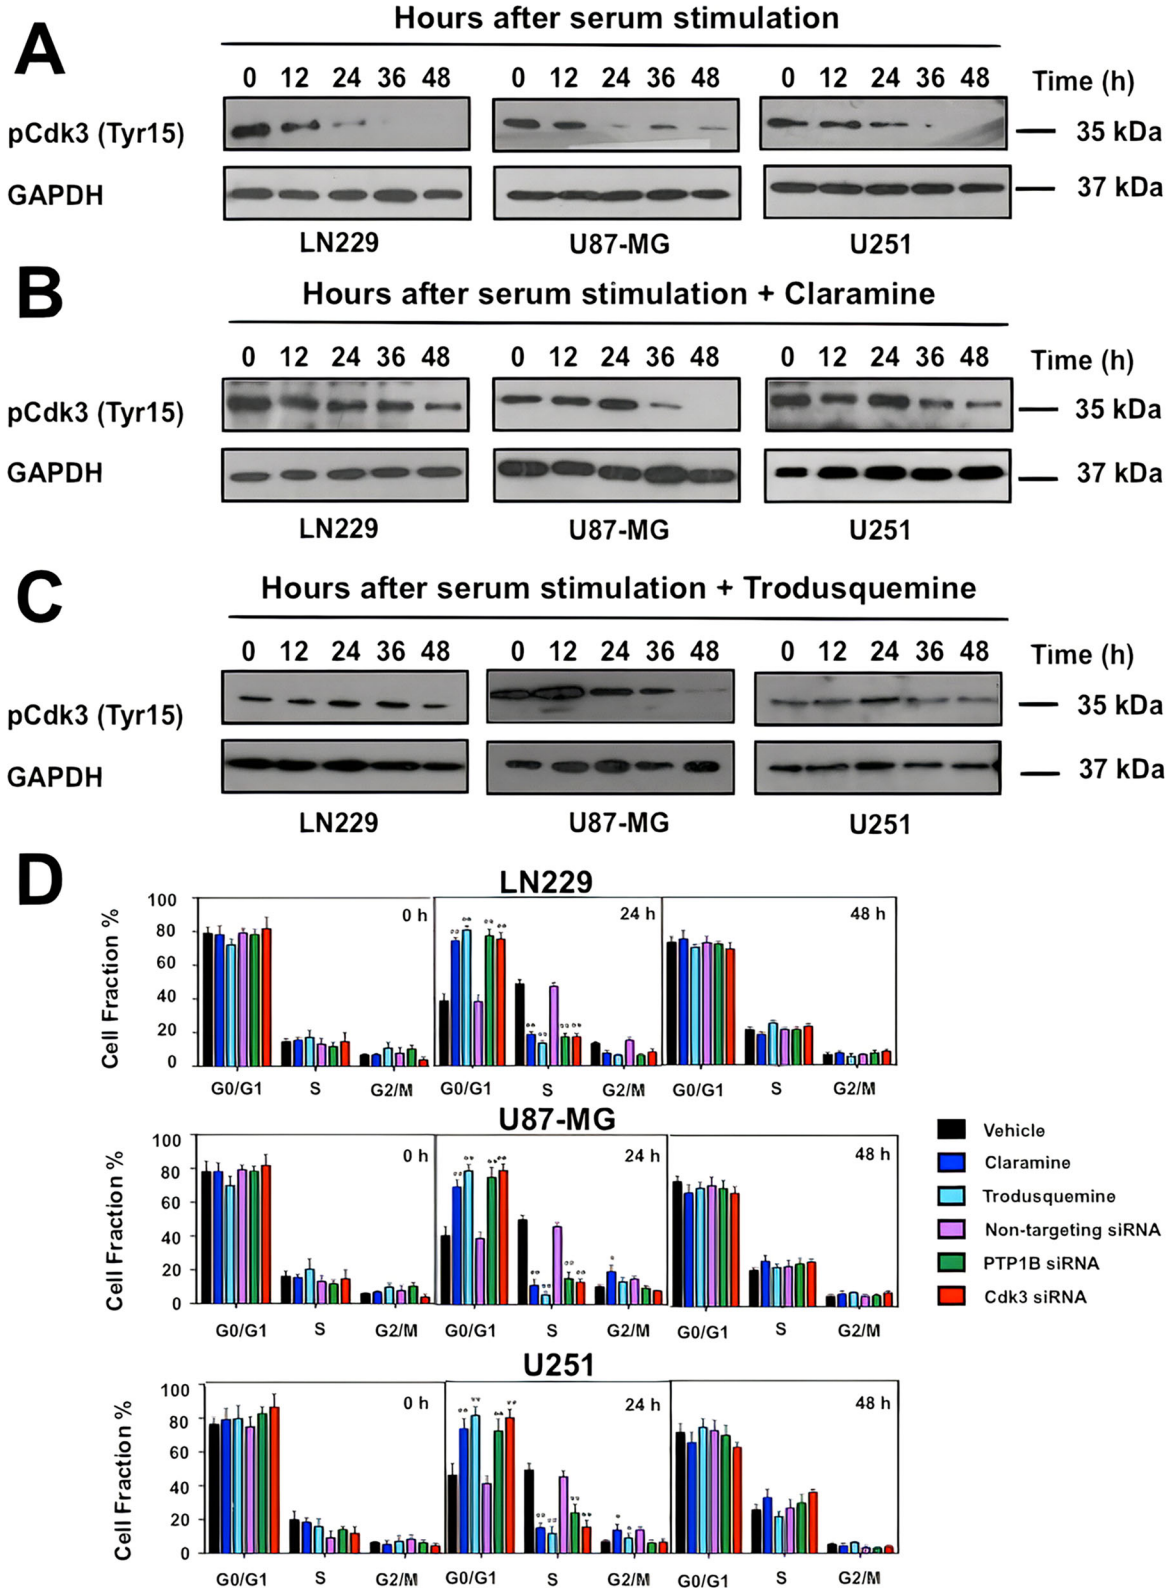 A
Hours after serum stimulation
0 12 24 36 48 0 12 24 36 48 0 12 24 36 48 Time (h)
pCdk3 (Tyr15) 35 kDa
GAPDH 37 kDa
LN229 U87-MG U251
B
Hours after serum stimulation + Claramine
0 12 24 36 48 0 12 24 36 48 0 12 24 36 48 Time (h)
pCdk3 (Tyr15) 35 kDa
GAPDH 37 kDa
LN229 U87-MG U251
C
Hours after serum stimulation + Trodusquemine
0 12 24 36 48 0 12 24 36 48 0 12 24 36 48 Time (h)
pCdk3 (Tyr15) 35 kDa
GAPDH 37 kDa
LN229 U87-MG U251
D
LN229
Cell Fraction %
100
80
60
40
20
0
0 h 24 h 48 h
G0/G1 S G2/M G0/G1 S G2/M G0/G1 S G2/M
U87-MG
Cell Fraction %
100
80
60
40
20
0
0 h 24 h 48 h
G0/G1 S G2/M G0/G1 S G2/M G0/G1 S G2/M
Vehicle
Claramine
Trodusquemine
Non-targeting siRNA
PTP1B siRNA
Cdk3 siRNA
U251
Cell Fraction %
100
80
60
40
20
0
0 h 24 h 48 h
G0/G1 S G2/M G0/G1 S G2/M G0/G1 S G2/M